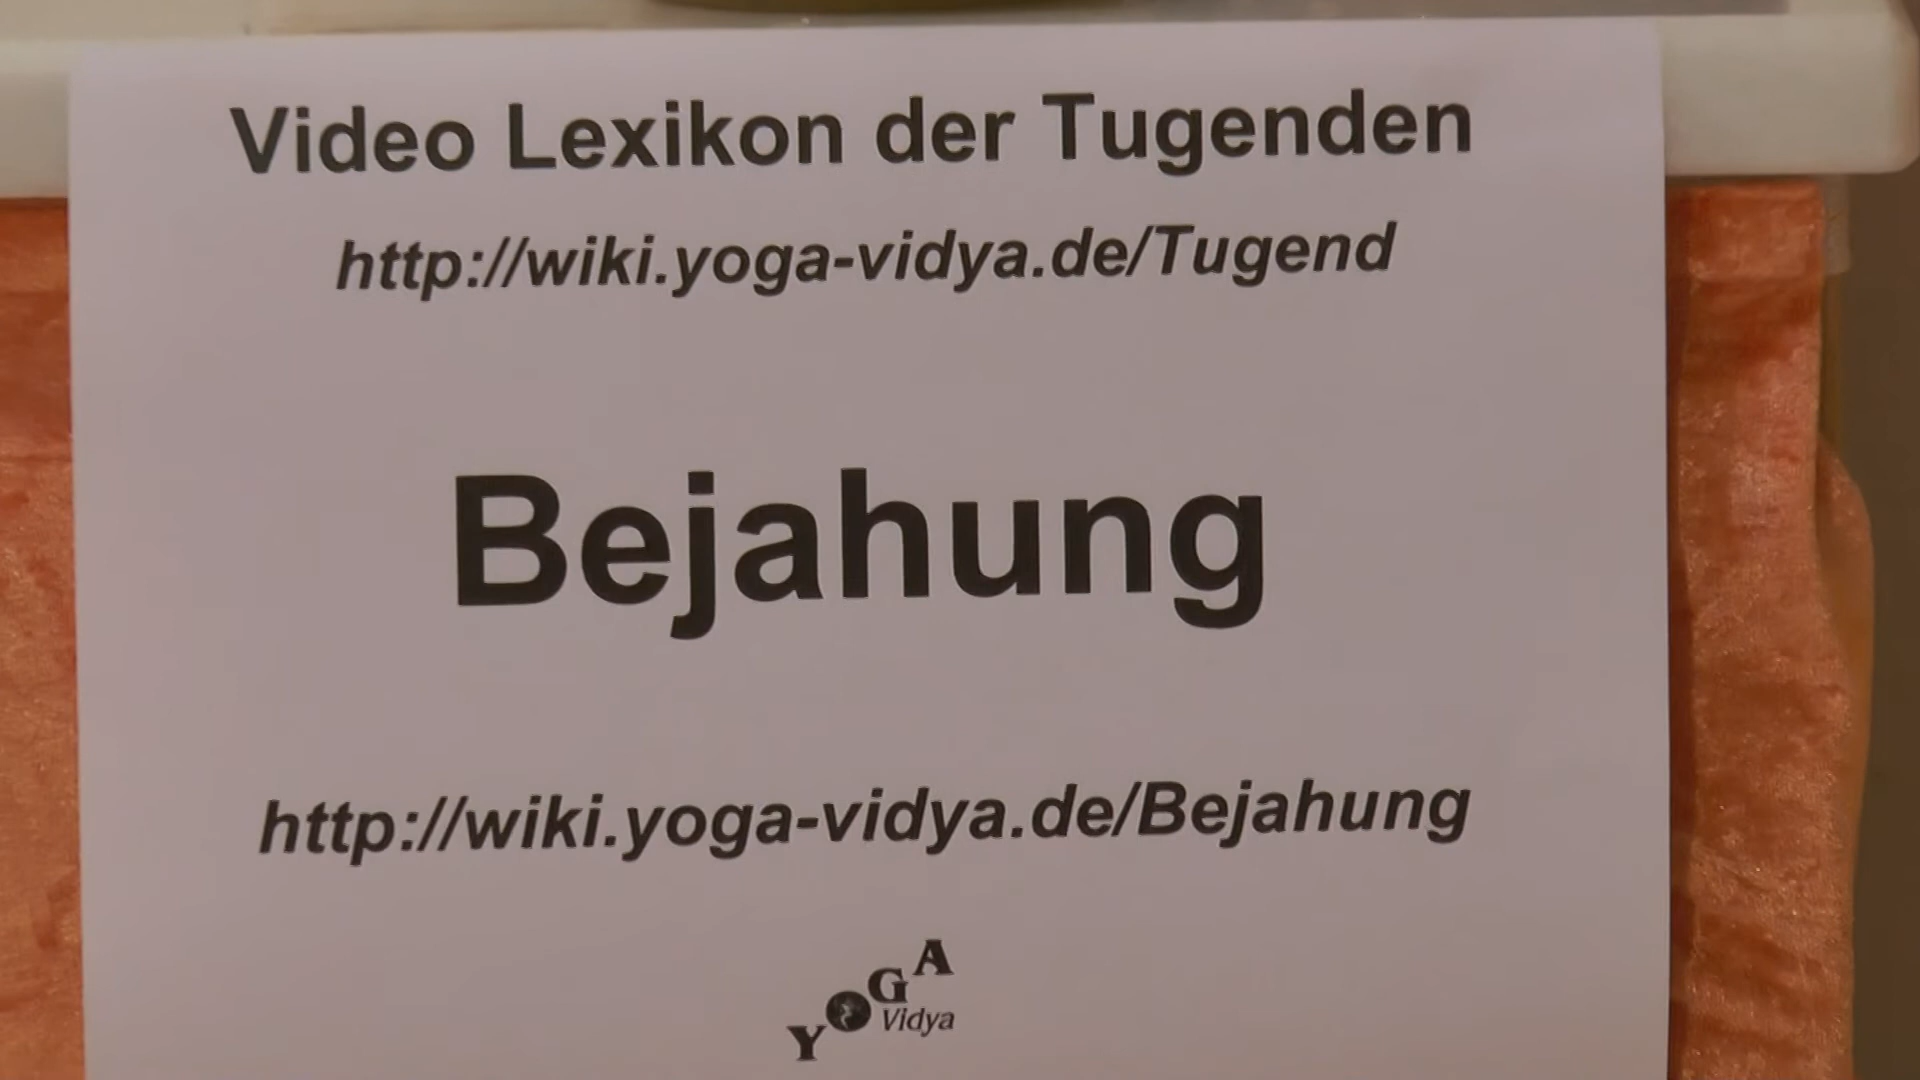 Video Lexikon der Tugenden
http://wiki.yoga-vidya.de/Tugend
Bejahung
http://wiki.yoga-vidya.de/Bejahung
YOGA
Vidya